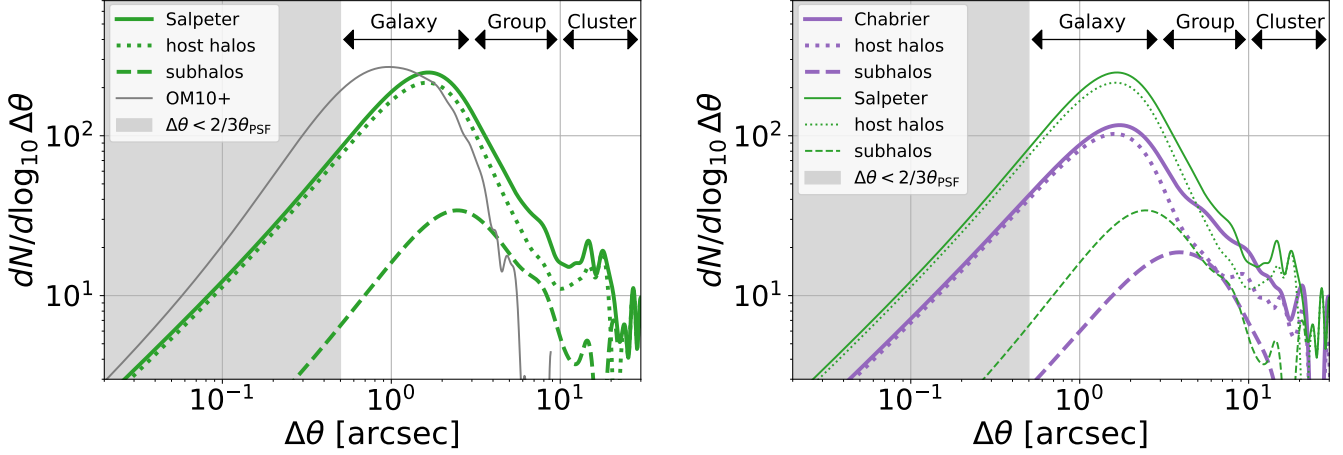 Salpeter
host halos
subhalos
OM10+
Δθ < 2/3θ_PSF
Galaxy Group Cluster
dN/dlog₁₀ Δθ
10²
10¹
10⁻¹ 10⁰ 10¹
Δθ [arcsec]
Chabrier
host halos
subhalos
Salpeter
host halos
subhalos
Δθ < 2/3θ_PSF
Galaxy Group Cluster
dN/dlog₁₀ Δθ
10²
10¹
10⁻¹ 10⁰ 10¹
Δθ [arcsec]